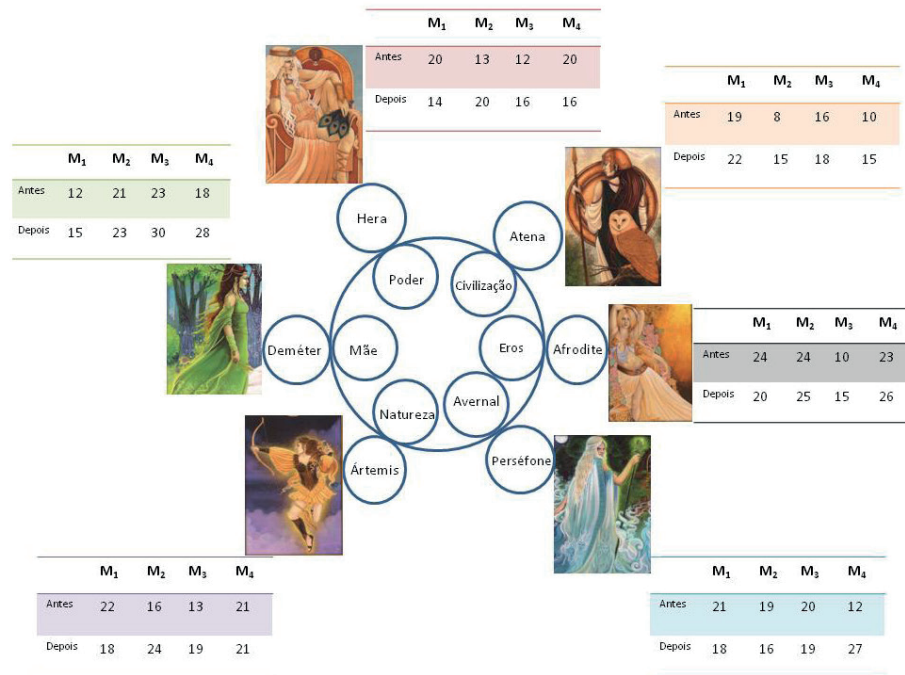 M1 M2 M3 M4
Antes 20 13 12 20
Depois 14 20 16 16
M1 M2 M3 M4
Antes 19 8 16 10
Depois 22 15 18 15
M1 M2 M3 M4
Antes 12 21 23 18
Depois 15 23 30 28
Hera
Atena
Poder
Civilização
Deméter
Mãe
Eros
Afrodite
M1 M2 M3 M4
Antes 24 24 10 23
Depois 20 25 15 26
Natureza
Avernal
Ártemis
Perséfone
M1 M2 M3 M4
Antes 22 16 13 21
Depois 18 24 19 21
M1 M2 M3 M4
Antes 21 19 20 12
Depois 18 16 19 27